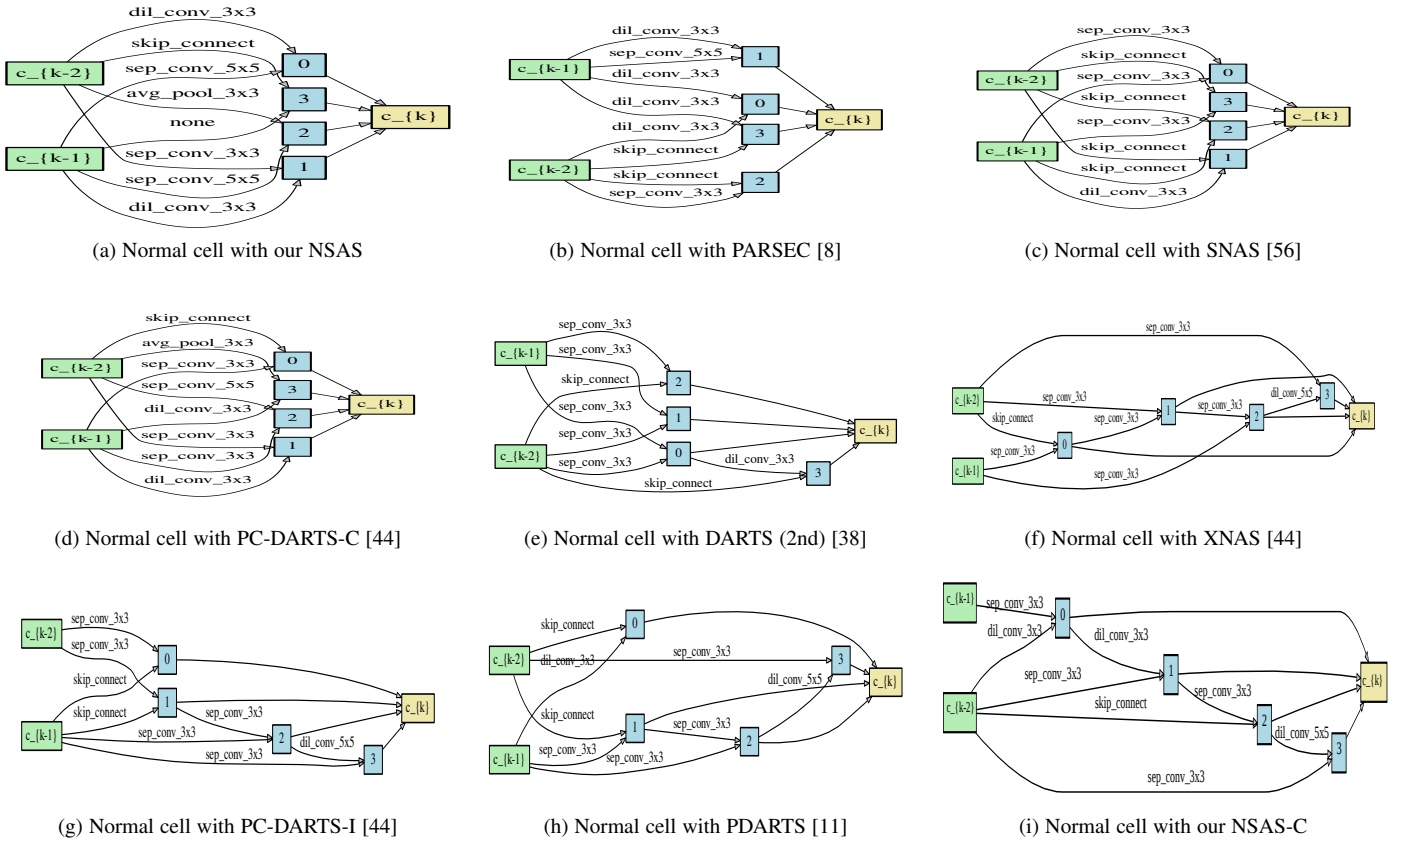 dil_conv_3x3
skip_connect
sep_conv_5x5
avg_pool_3x3
none
sep_conv_3x3
sep_conv_5x5
dil_conv_3x3
c_{k-2}
c_{k-1}
0
3
2
1
c_{k}
(a) Normal cell with our NSAS
dil_conv_3x3
sep_conv_5x5
dil_conv_3x3
dil_conv_3x3
dil_conv_3x3
skip_connect
skip_connect
sep_conv_3x3
c_{k-1}
c_{k-2}
1
0
3
2
c_{k}
(b) Normal cell with PARSEC [8]
sep_conv_3x3
skip_connect
sep_conv_3x3
skip_connect
skip_connect
skip_connect
skip_connect
dil_conv_3x3
c_{k-2}
c_{k-1}
0
3
2
1
c_{k}
(c) Normal cell with SNAS [56]
skip_connect
avg_pool_3x3
sep_conv_3x3
sep_conv_5x5
dil_conv_3x3
sep_conv_3x3
sep_conv_3x3
dil_conv_3x3
c_{k-2}
c_{k-1}
0
3
2
1
c_{k}
(d) Normal cell with PC-DARTS-C [44]
sep_conv_3x3
sep_conv_3x3
skip_connect
sep_conv_3x3
sep_conv_3x3
sep_conv_3x3
dil_conv_3x3
skip_connect
c_{k-1}
c_{k-2}
2
1
0
3
c_{k}
(e) Normal cell with DARTS (2nd) [38]
sep_conv_3x3
sep_conv_3x3
skip_connect
sep_conv_3x3
sep_conv_3x3
dil_conv_5x5
sep_conv_3x3
sep_conv_3x3
c_{k-2}
c_{k-1}
0
1
2
3
c_{k}
(f) Normal cell with XNAS [44]
sep_conv_3x3
sep_conv_3x3
skip_connect
skip_connect
sep_conv_3x3
sep_conv_3x3
dil_conv_5x5
sep_conv_3x3
c_{k-2}
c_{k-1}
0
1
2
3
c_{k}
(g) Normal cell with PC-DARTS-I [44]
skip_connect
dil_conv_3x3
sep_conv_3x3
dil_conv_5x5
skip_connect
sep_conv_3x3
sep_conv_3x3
sep_conv_3x3
c_{k-2}
c_{k-1}
0
3
1
2
c_{k}
(h) Normal cell with PDARTS [11]
sep_conv_3x3
dil_conv_3x3
dil_conv_3x3
sep_conv_3x3
skip_connect
sep_conv_3x3
dil_conv_5x5
sep_conv_3x3
c_{k-1}
c_{k-2}
0
1
2
3
c_{k}
(i) Normal cell with our NSAS-C